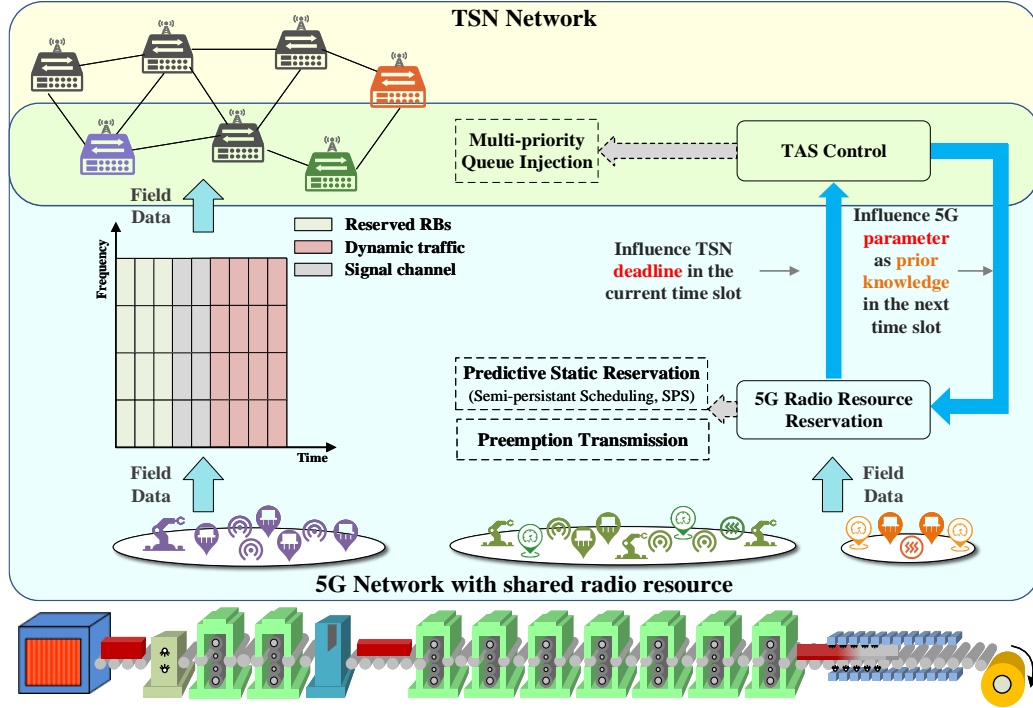 TSN Network
Multi-priority
Queue Injection
TAS Control
Field
Data
Reserved RBs
Dynamic traffic
Signal channel
Frequency
Time
Influence TSN
deadline in the
current time slot
Influence 5G
parameter
as prior
knowledge
in the next
time slot
Predictive Static Reservation
(Semi-persistant Scheduling, SPS)
Preemption Transmission
5G Radio Resource
Reservation
Field
Data
Field
Data
5G Network with shared radio resource